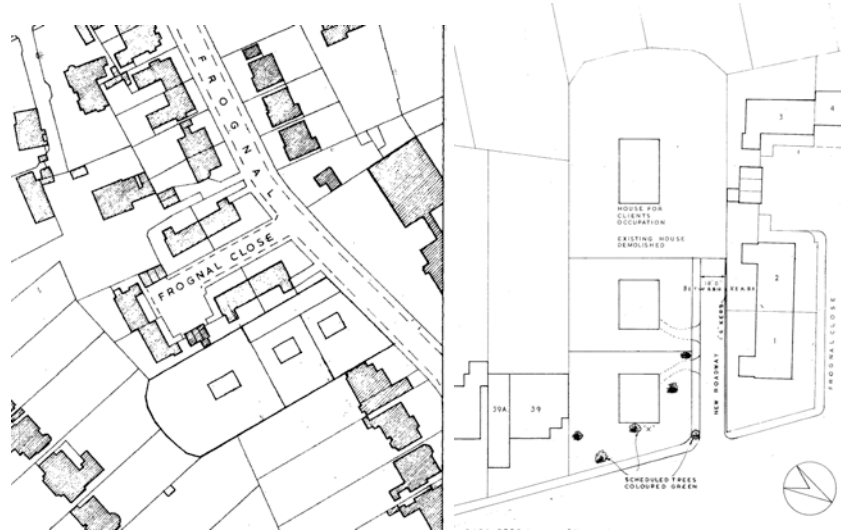 FROGNAL
FROGNAL CLOSE
3
4
HOUSE FOR
CLIENTS
OCCUPATION
EXISTING HOUSE
DEMOLISHED
2
1
NEW ROADWAY
FROGNAL CLOSE
39A
39
"X"
SCHEDULED TREES
COLOURED GREEN